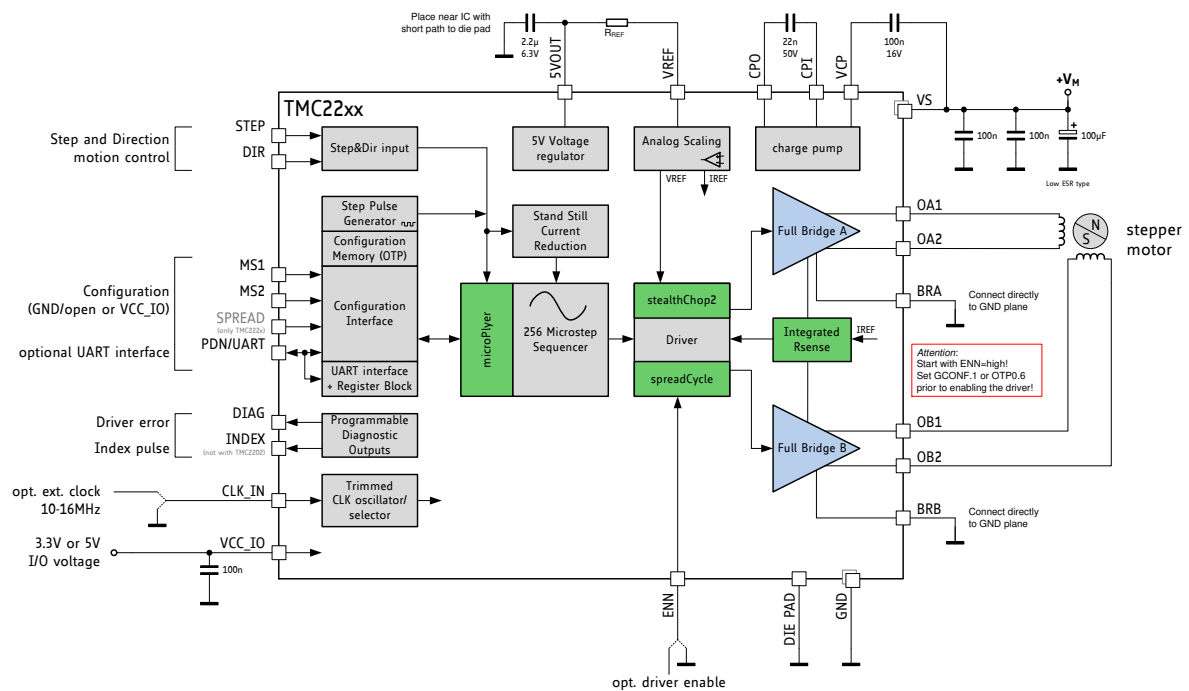 Place near IC with
short path to die pad
2.2µ
6.3V
RREF
5VOUT
VREF
22n
50V
CPO
CPI
VCP
100n
16V
+VM
VS
100n
100n
100µF
Low ESR type
TMC22xx
Step and Direction
motion control
STEP
DIR
Step&Dir input
5V Voltage
regulator
Analog Scaling
VREF
IREF
charge pump
Step Pulse
Generator
Configuration
Memory (OTP)
Configuration
Interface
UART interface
+ Register Block
Stand Still
Current
Reduction
Full Bridge A
OA1
OA2
N
S
stepper
motor
BRA
Connect directly
to GND plane
Configuration
(GND/open or VCC_IO)
optional UART interface
MS1
MS2
SPREAD
(only TMC222x)
PDN/UART
microPlyer
256 Microstep
Sequencer
stealthChop2
Driver
spreadCycle
Integrated
Rsense
IREF
Attention:
Start with ENN=high!
Set GCONF.1 or OTP0.6
prior to enabling the driver!
Driver error
Index pulse
DIAG
INDEX
(not with TMC2202)
Programmable
Diagnostic
Outputs
Full Bridge B
OB1
OB2
BRB
Connect directly
to GND plane
opt. ext. clock
10-16MHz
CLK_IN
Trimmed
CLK oscillator/
selector
3.3V or 5V
I/O voltage
VCC_IO
100n
ENN
DIE PAD
GND
opt. driver enable